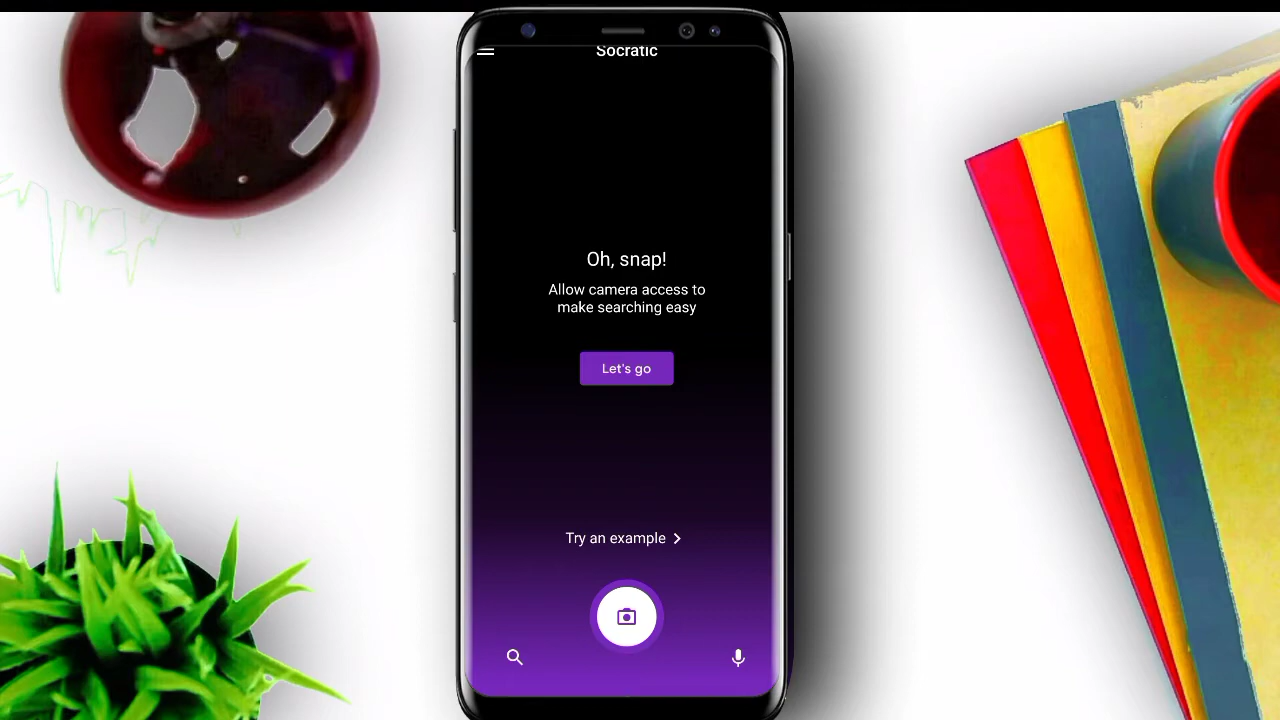 Socratic
Oh, snap!
Allow camera access to
make searching easy
Let's go
Try an example